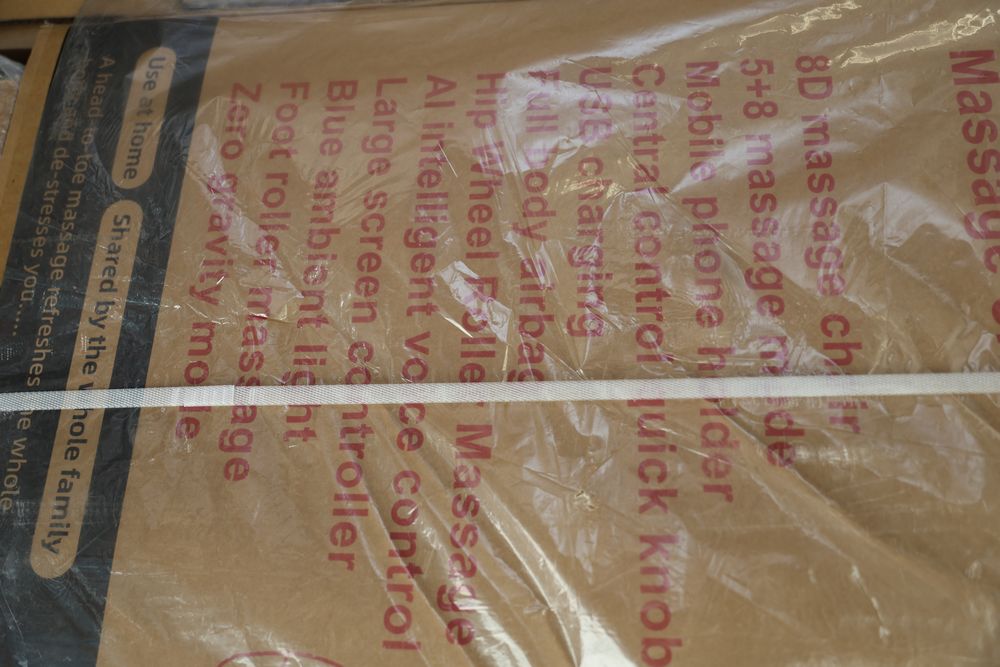 Massage
8D massage chair
5+8 massage mode
Mobile phone holder
Central control quick knob
USB charging
Full body airbag
Hip Wheel Roller Massage
AI intelligent voice control
Large screen controller
Blue ambient light
Foot roller massage
Zero gravity mode
Use at home
Shared by the whole family
A head-to-toe massage refreshes the whole
body and de-stresses you......